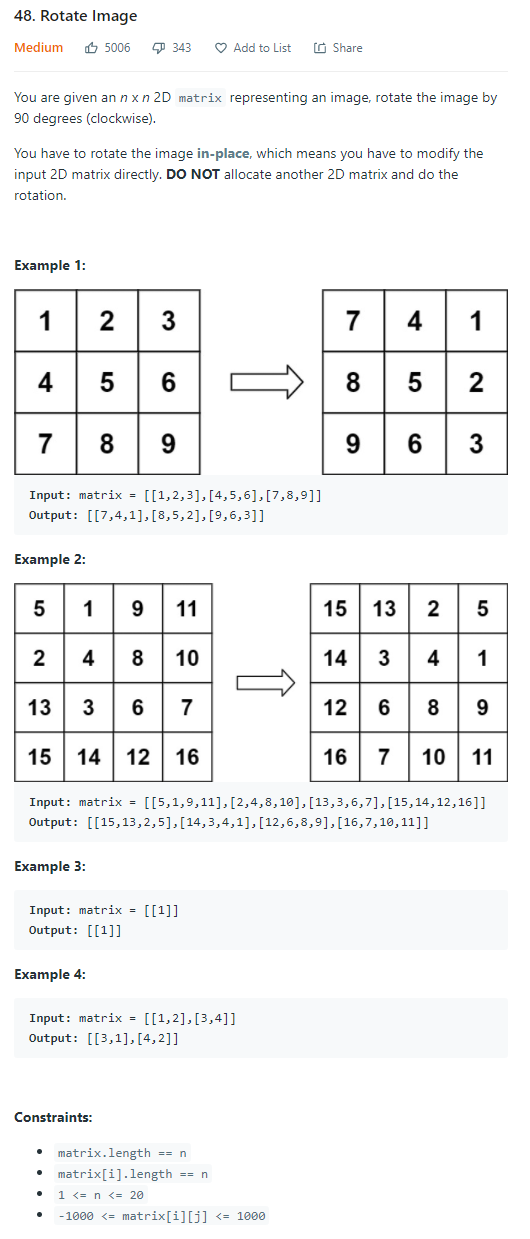 48. Rotate Image
Medium 5006 343 Add to List Share
You are given an n x n 2D matrix representing an image, rotate the image by
90 degrees (clockwise).
You have to rotate the image in-place, which means you have to modify the
input 2D matrix directly. DO NOT allocate another 2D matrix and do the
rotation.
Example 1:
1 2 3 7 4 1
4 5 6 8 5 2
7 8 9 9 6 3
Input: matrix = [[1,2,3],[4,5,6],[7,8,9]]
Output: [[7,4,1],[8,5,2],[9,6,3]]
Example 2:
5 1 9 11 15 13 2 5
2 4 8 10 14 3 4 1
13 3 6 7 12 6 8 9
15 14 12 16 16 7 10 11
Input: matrix = [[5,1,9,11],[2,4,8,10],[13,3,6,7],[15,14,12,16]]
Output: [[15,13,2,5],[14,3,4,1],[12,6,8,9],[16,7,10,11]]
Example 3:
Input: matrix = [[1]]
Output: [[1]]
Example 4:
Input: matrix = [[1,2],[3,4]]
Output: [[3,1],[4,2]]
Constraints:
• matrix.length == n
• matrix[i].length == n
• 1 <= n <= 20
• -1000 <= matrix[i][j] <= 1000